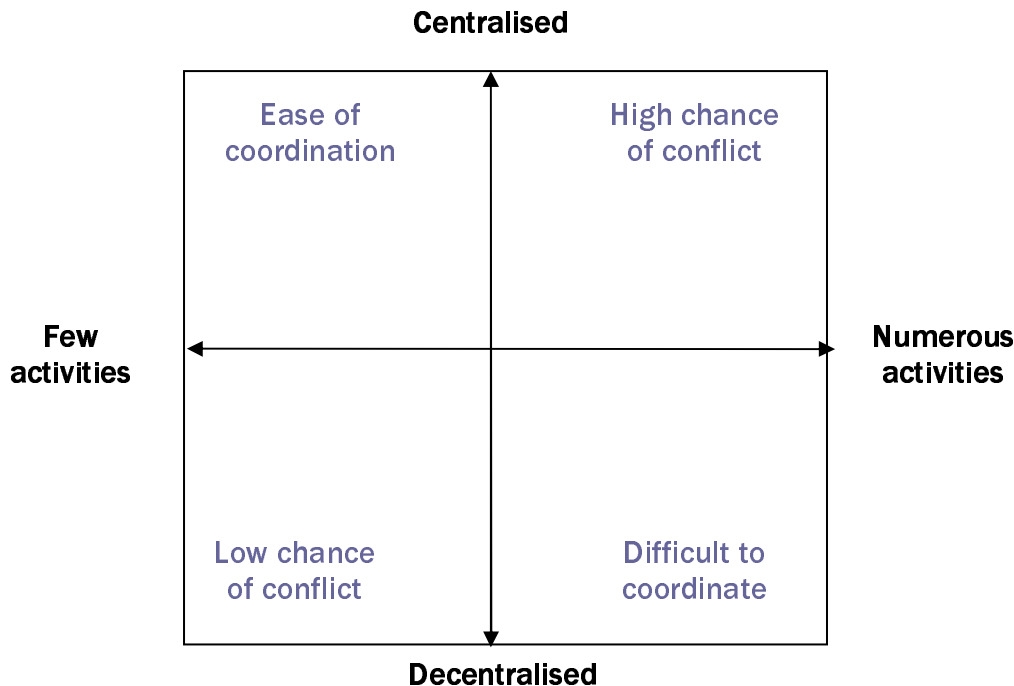 Centralised
Ease of
coordination
High chance
of conflict
Few
activities
Numerous
activities
Low chance
of conflict
Difficult to
coordinate
Decentralised